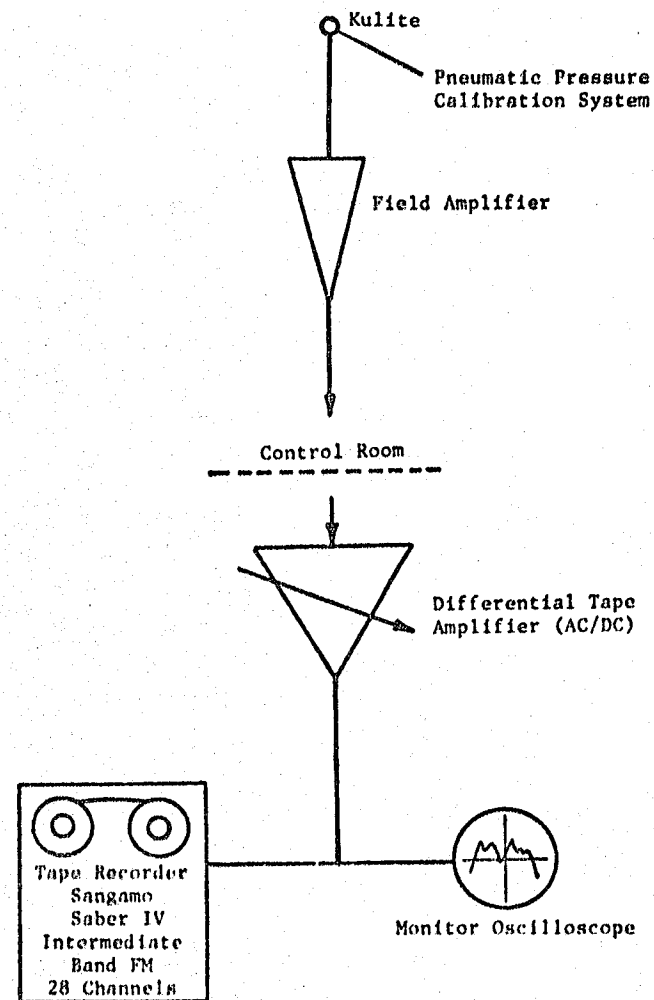 Kulite
Pneumatic Pressure
Calibration System
Field Amplifier
Control Room
Differential Tape
Amplifier (AC/DC)
Tape Recorder
Sangamo
Saber IV
Intermediate
Band FM
28 Channels
Monitor Oscilloscope